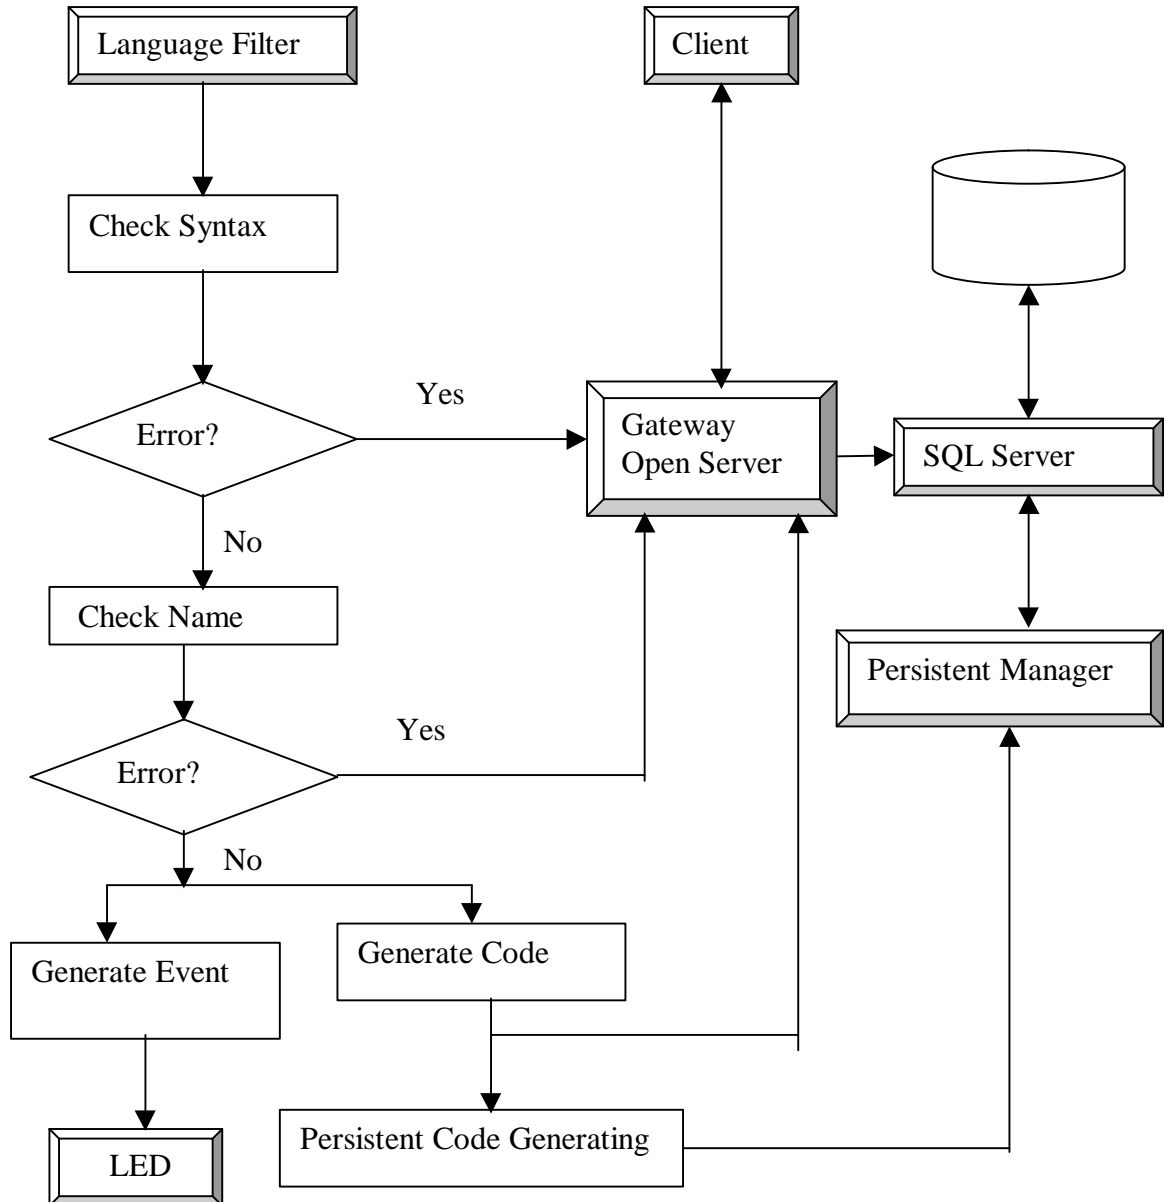 Language Filter
Client
Check Syntax
Yes
Error?
Gateway
Open Server
SQL Server
No
Check Name
Persistent Manager
Yes
Error?
No
Generate Code
Generate Event
Persistent Code Generating
LED